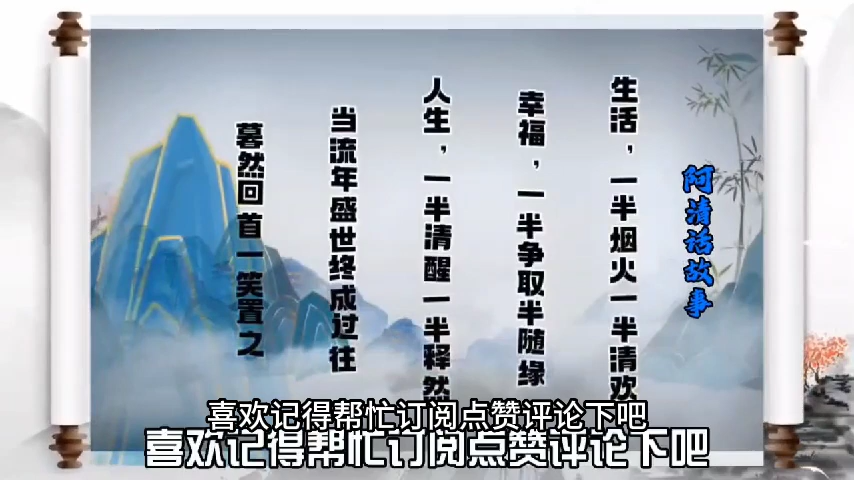 阿清话故事
生活，一半烟火一半清欢
幸福，一半争取半随缘
人生，一半清醒一半释然
当流年盛世终成过往
暮然回首一笑置之
喜欢记得帮忙订阅点赞评论下吧
喜欢记得帮忙订阅点赞评论下吧